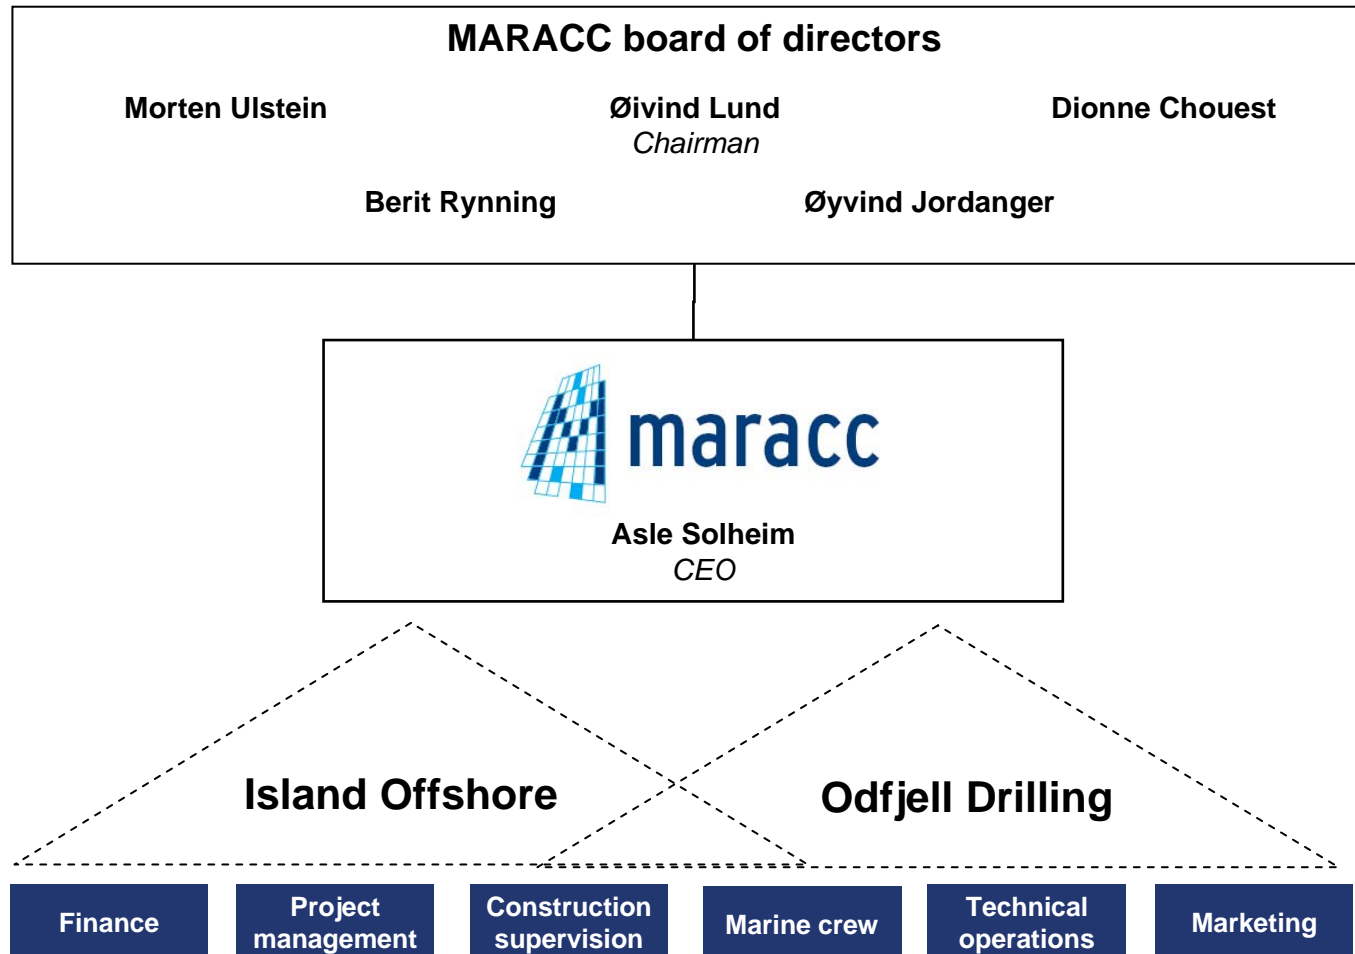 MARACC board of directors
Morten Ulstein
Øivind Lund
Dionne Chouest
Chairman
Berit Rynning
Øyvind Jordanger
maracc
Asle Solheim
CEO
Island Offshore
Odfjell Drilling
Finance
Project
management
Construction
supervision
Marine crew
Technical
operations
Marketing